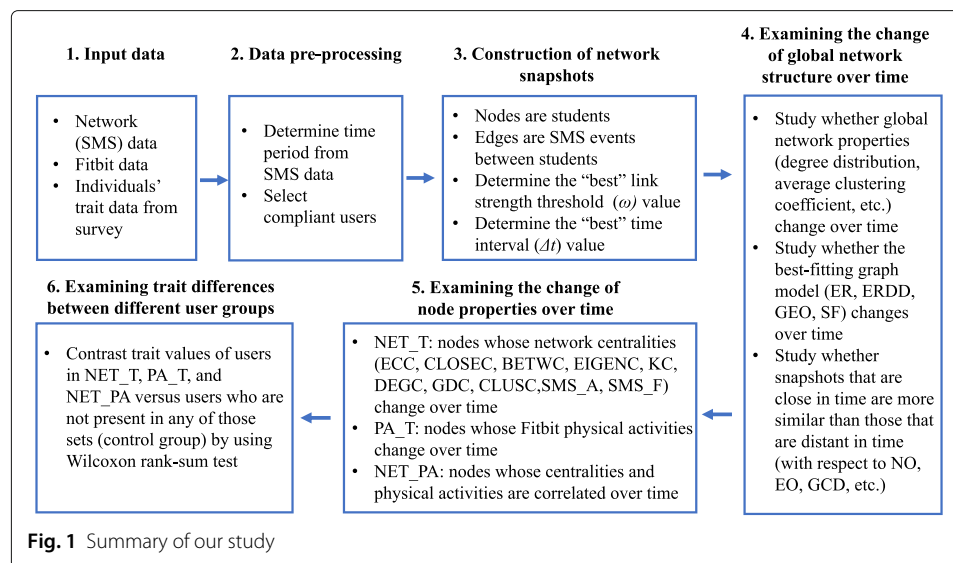 1. Input data
• Network
(SMS) data
• Fitbit data
• Individuals’
trait data from
survey
2. Data pre-processing
• Determine time
period from
SMS data
• Select
compliant users
3. Construction of network
snapshots
• Nodes are students
• Edges are SMS events
between students
• Determine the “best” link
strength threshold (ω) value
• Determine the “best” time
interval (Δt) value
4. Examining the change
of global network
structure over time
• Study whether global
network properties
(degree distribution,
average clustering
coefficient, etc.)
change over time
• Study whether the
best-fitting graph
model (ER, ERDD,
GEO, SF) changes
over time
• Study whether
snapshots that are
close in time are more
similar than those that
are distant in time
(with respect to NO,
EO, GCD, etc.)
5. Examining the change of
node properties over time
• NET_T: nodes whose network centralities
(ECC, CLOSEC, BETWC, EIGENC, KC,
DEGC, GDC, CLUSC,SMS_A, SMS_F)
change over time
• PA_T: nodes whose Fitbit physical activities
change over time
• NET_PA: nodes whose centralities and
physical activities are correlated over time
6. Examining trait differences
between different user groups
• Contrast trait values of users
in NET_T, PA_T, and
NET_PA versus users who are
not present in any of those
sets (control group) by using
Wilcoxon rank-sum test
Fig. 1 Summary of our study